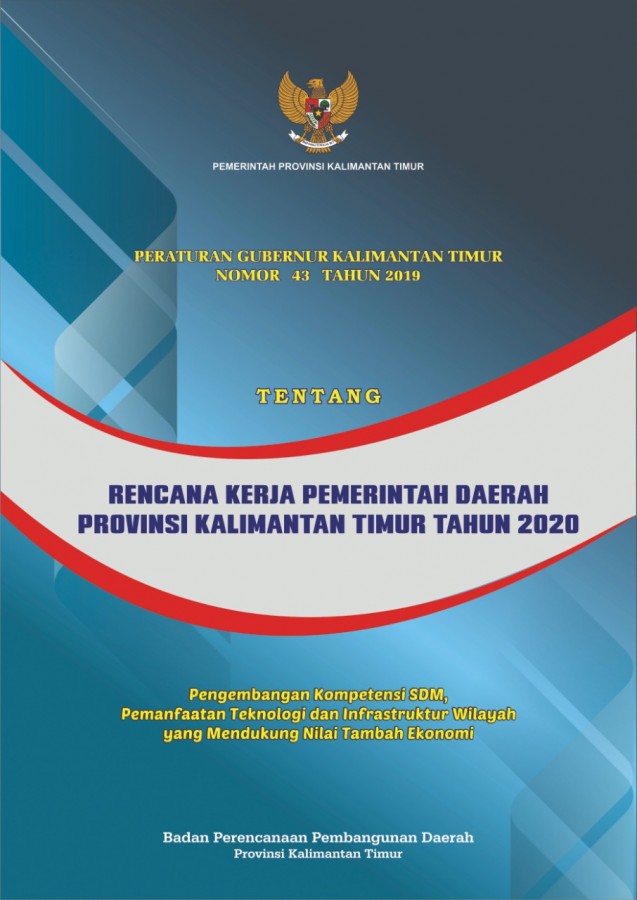 PEMERINTAH PROVINSI KALIMANTAN TIMUR
PERATURAN GUBERNUR KALIMANTAN TIMUR
NOMOR 43 TAHUN 2019
TENTANG
RENCANA KERJA PEMERINTAH DAERAH
PROVINSI KALIMANTAN TIMUR TAHUN 2020
Pengembangan Kompetensi SDM,
Pemanfaatan Teknologi dan Infrastruktur Wilayah
yang Mendukung Nilai Tambah Ekonomi
Badan Perencanaan Pembangunan Daerah
Provinsi Kalimantan Timur